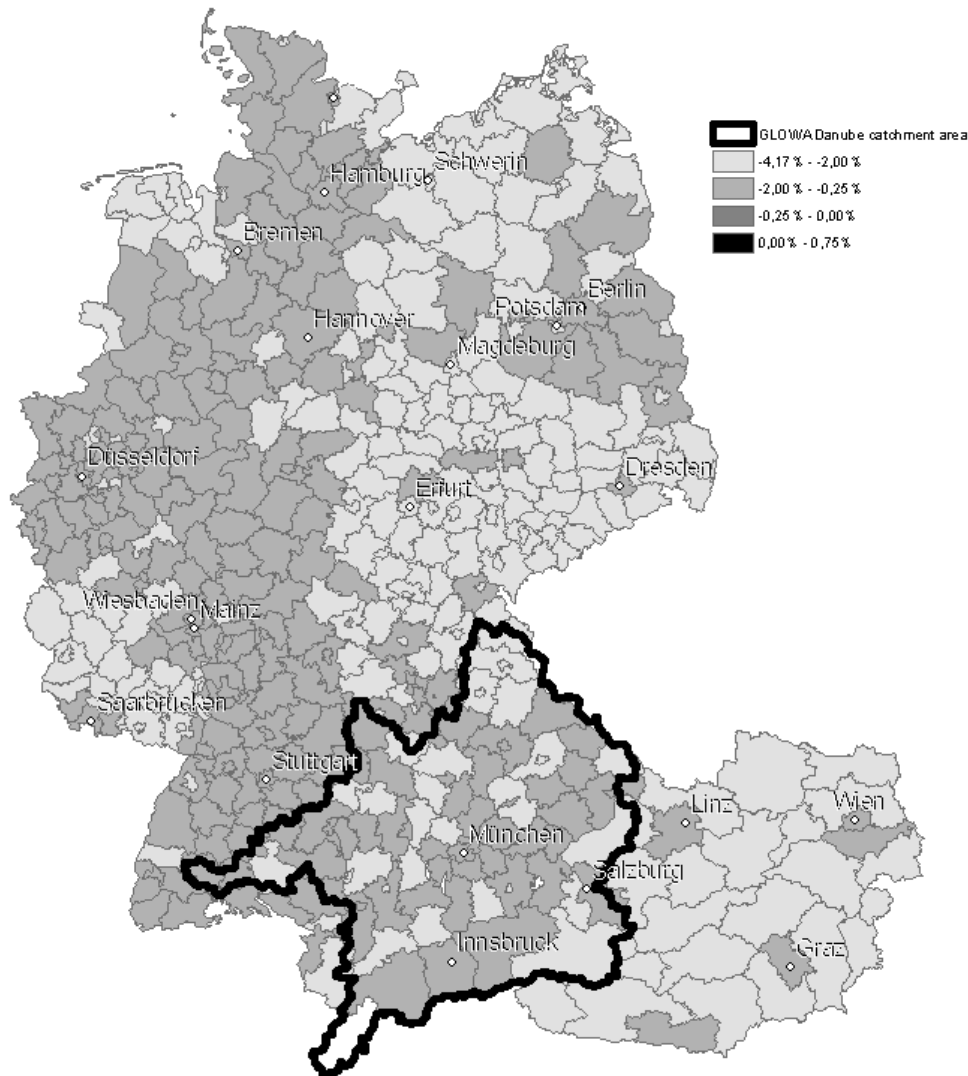 GLOWA Danube catchment area
-4,17 % - -2,00 %
-2,00 % - -0,25 %
-0,25 % - 0,00 %
0,00 % - 0,75 %
Schwerin
Hamburg
Bremen
Berlin
Potsdam
Hannover
Magdeburg
Düsseldorf
Dresden
Erfurt
Wiesbaden
Mainz
Saarbrücken
Stuttgart
Linz
Wien
München
Salzburg
Innsbruck
Graz